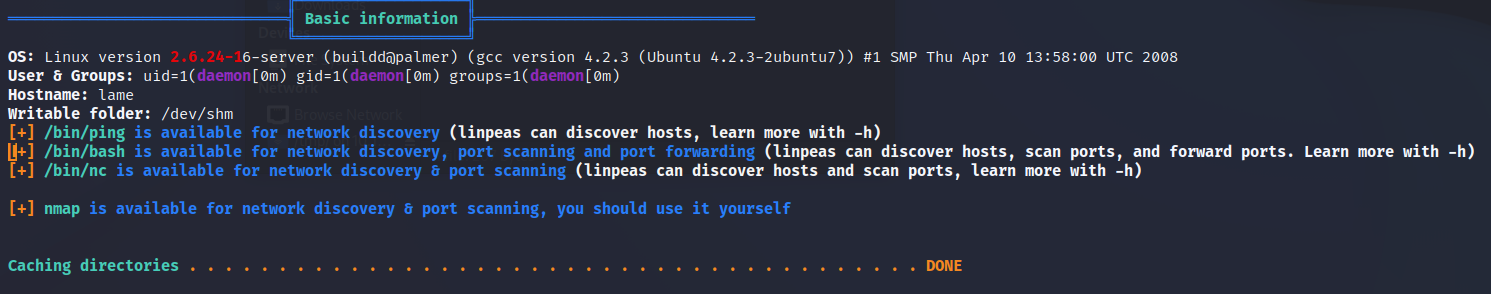 Basic information
OS: Linux version 2.6.24-16-server (buildd@palmer) (gcc version 4.2.3 (Ubuntu 4.2.3-2ubuntu7)) #1 SMP Thu Apr 10 13:58:00 UTC 2008
User & Groups: uid=1(daemon[0m) gid=1(daemon[0m) groups=1(daemon[0m)
Hostname: lame
Writable folder: /dev/shm
[+] /bin/ping is available for network discovery (linpeas can discover hosts, learn more with -h)
[+] /bin/bash is available for network discovery, port scanning and port forwarding (linpeas can discover hosts, scan ports, and forward ports. Learn more with -h)
[+] /bin/nc is available for network discovery & port scanning (linpeas can discover hosts and scan ports, learn more with -h)
[+] nmap is available for network discovery & port scanning, you should use it yourself
Caching directories . . . . . . . . . . . . . . . . . . . . . . . . . . . . . . . . . . . . . . . . . DONE
Network
Browse Network